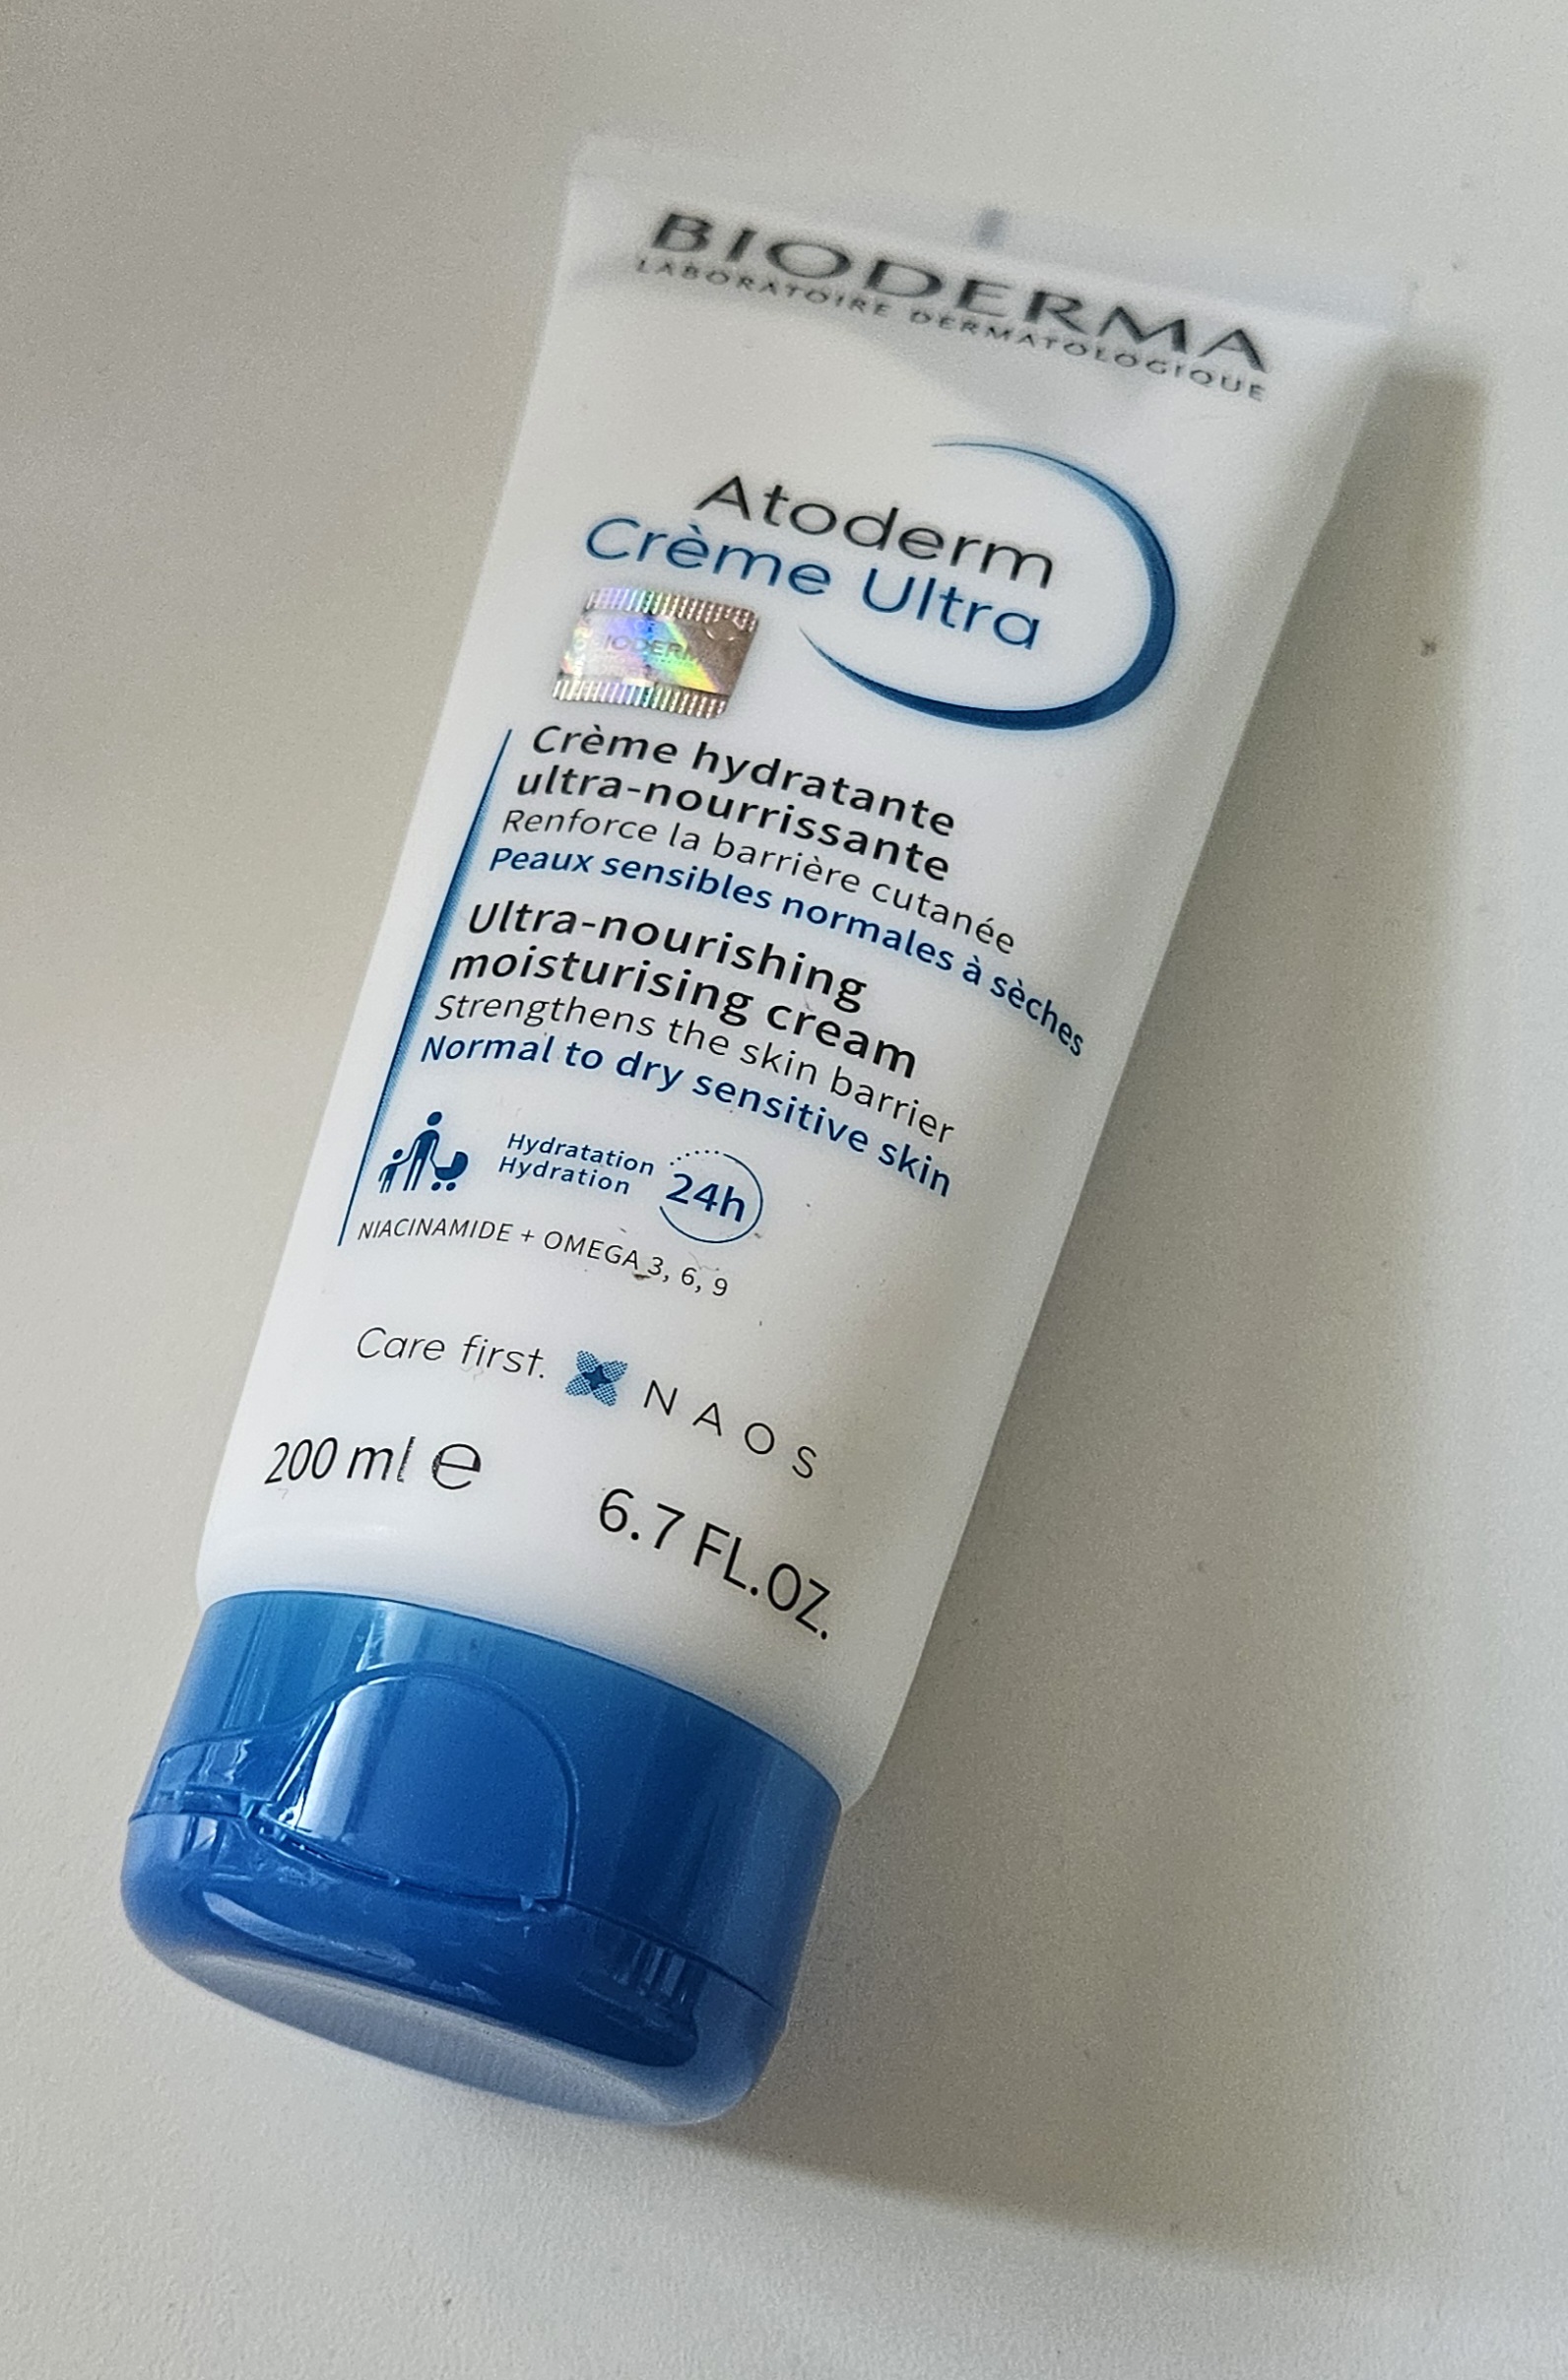 BIODERMA
LABORATOIRE DERMATOLOGIQUE
Atoderm
Crème Ultra
Crème hydratante
ultra-nourrissante
Renforce la barrière cutanée
Peaux sensibles normales à sèches
Ultra-nourishing
moisturising cream
Strengthens the skin barrier
Normal to dry sensitive skin
Hydratation
Hydration
24h
NIACINAMIDE + OMEGA 3, 6, 9
Care first.
NAOS
200 ml ℮
6.7 FL.OZ.